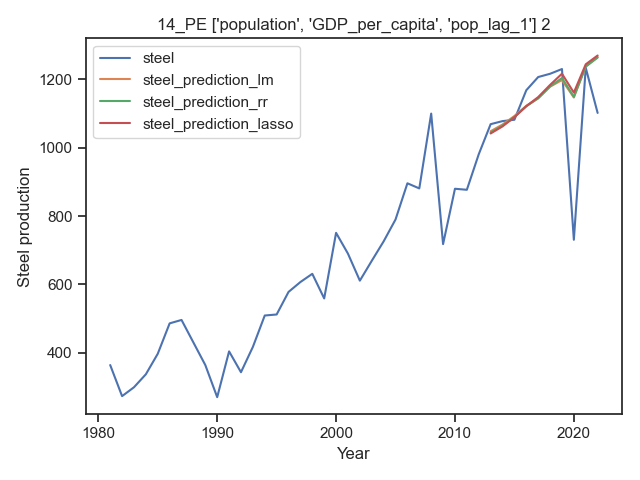 14_PE ['population', 'GDP_per_capita', 'pop_lag_1'] 2
steel
steel_prediction_lm
steel_prediction_rr
steel_prediction_lasso
Steel production
1200
1000
800
600
400
1980 1990 2000 2010 2020
Year